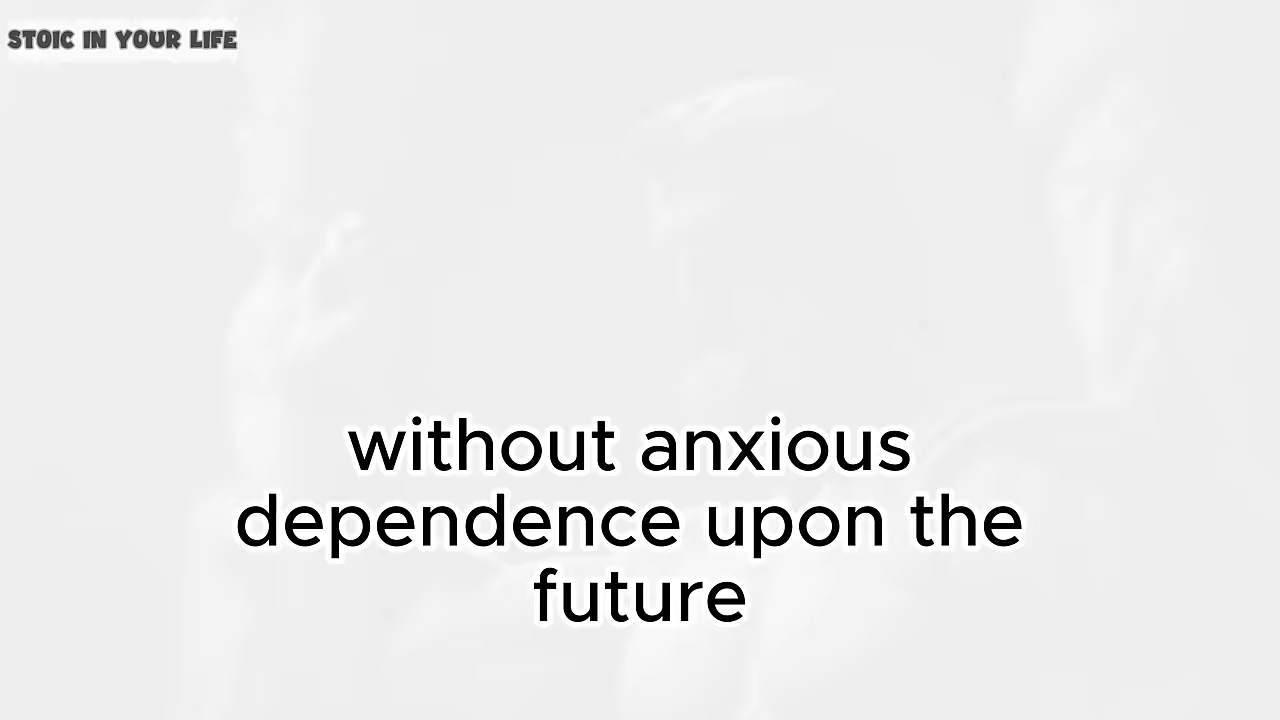 STOIC IN YOUR LIFE
without anxious
dependence upon the
future